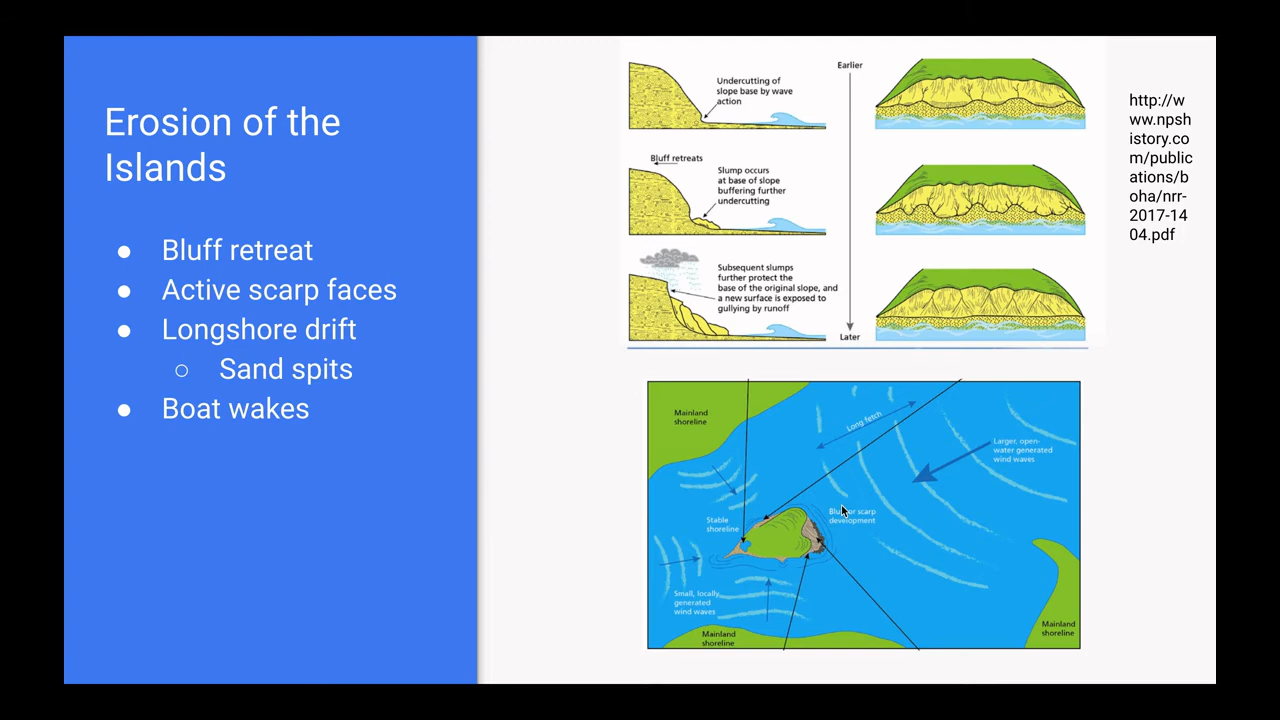 Erosion of the
Islands
● Bluff retreat
● Active scarp faces
● Longshore drift
○ Sand spits
● Boat wakes
Earlier
Undercutting of
slope base by wave
action
Bluff retreats
Slump occurs
at base of slope
buffering further
undercutting
Subsequent slumps
further protect the
base of the original slope, and
a new surface is exposed to
gullying by runoff
Later
http://w
ww.npsh
istory.co
m/public
ations/b
oha/nrr-
2017-14
04.pdf
Mainland
shoreline
Long fetch
Larger, open-
water generated
wind waves
Stable
shoreline
or scarp
development
Small, locally
generated
wind waves
Mainland
shoreline
Mainland
shoreline